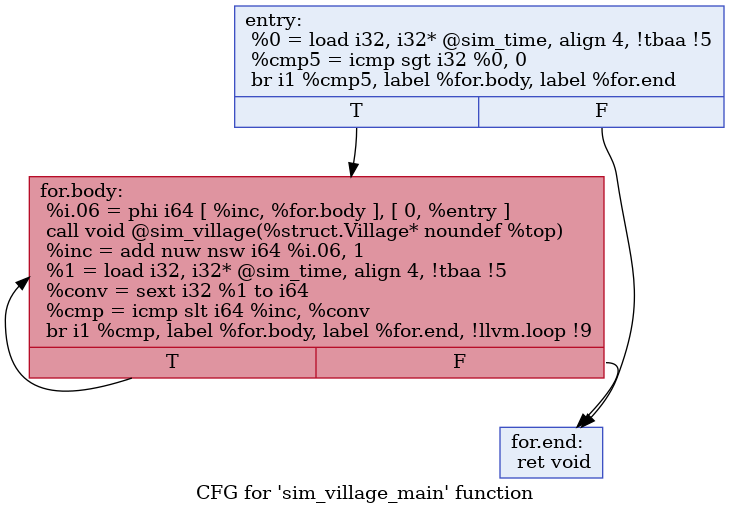 entry:
%0 = load i32, i32* @sim_time, align 4, !tbaa !5
%cmp5 = icmp sgt i32 %0, 0
br i1 %cmp5, label %for.body, label %for.end
T F
for.body:
%i.06 = phi i64 [ %inc, %for.body ], [ 0, %entry ]
call void @sim_village(%struct.Village* noundef %top)
%inc = add nuw nsw i64 %i.06, 1
%1 = load i32, i32* @sim_time, align 4, !tbaa !5
%conv = sext i32 %1 to i64
%cmp = icmp slt i64 %inc, %conv
br i1 %cmp, label %for.body, label %for.end, !llvm.loop !9
T F
for.end:
ret void
CFG for 'sim_village_main' function